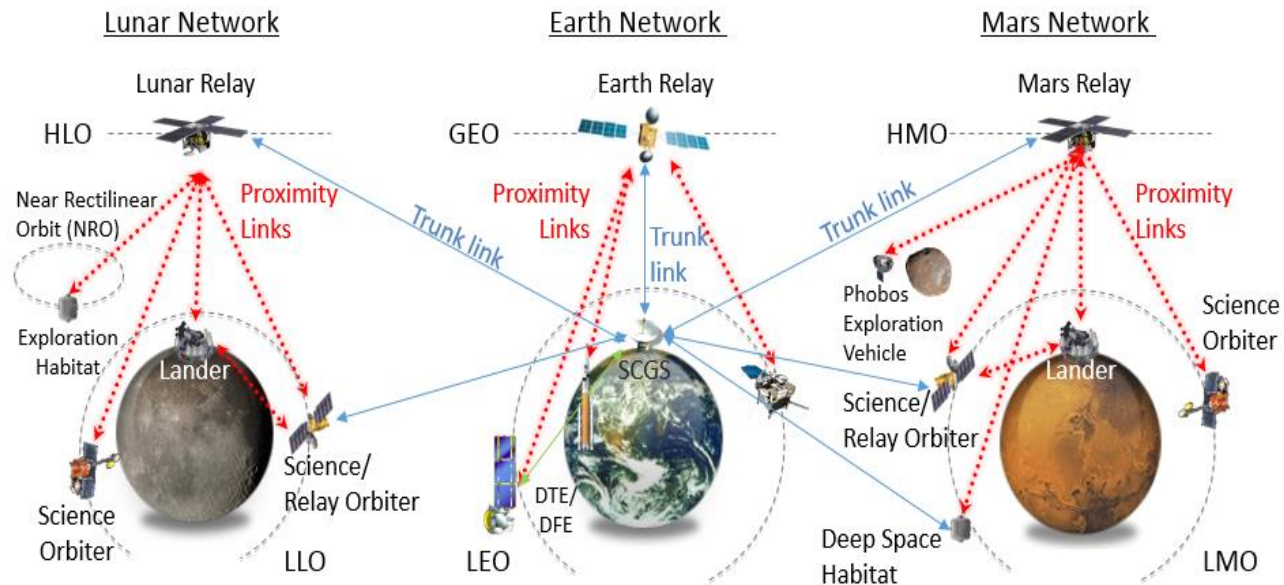 Lunar Network
Earth Network
Mars Network
Lunar Relay
Earth Relay
Mars Relay
HLO
GEO
HMO
Near Rectilinear
Orbit (NRO)
Proximity
Links
Trunk link
Proximity
Links
Trunk
link
Trunk link
Proximity
Links
Exploration
Habitat
Lander
SCGS
Phobos
Exploration
Vehicle
Lander
Science
Orbiter
Science/
Relay Orbiter
Science/
Relay Orbiter
Science
Orbiter
DTE/
DFE
Deep Space
Habitat
LLO
LEO
LMO